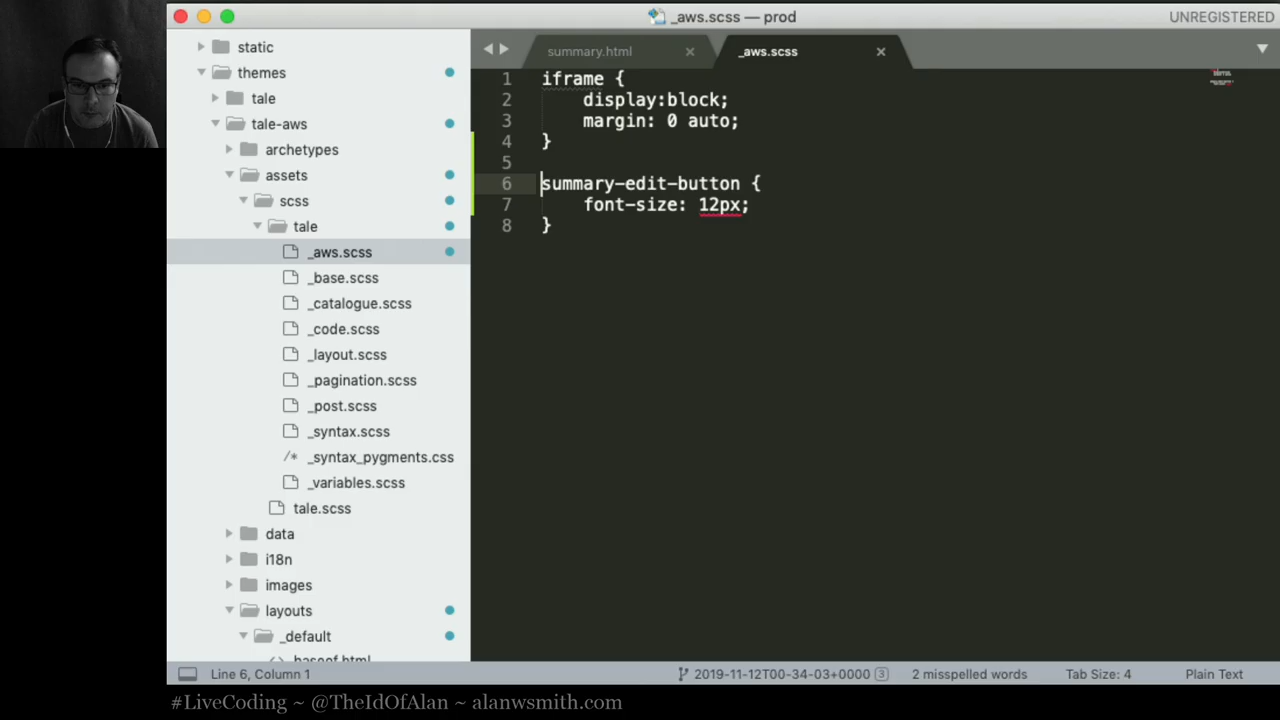 _aws.scss — prod
UNREGISTERED
static
themes
tale
tale-aws
archetypes
assets
scss
tale
_aws.scss
_base.scss
_catalogue.scss
_code.scss
_layout.scss
_pagination.scss
_post.scss
_syntax.scss
/* _syntax_pygments.css
_variables.scss
tale.scss
data
i18n
images
layouts
_default
<> baseof.html
summary.html
_aws.scss
1 iframe {
2 display:block;
3 margin: 0 auto;
4 }
5
6 summary-edit-button {
7 font-size: 12px;
8 }
Line 6, Column 1
2019-11-12T00-34-03+0000 3
2 misspelled words
Tab Size: 4
Plain Text
#LiveCoding ~ @TheIdOfAlan ~ alanwsmith.com